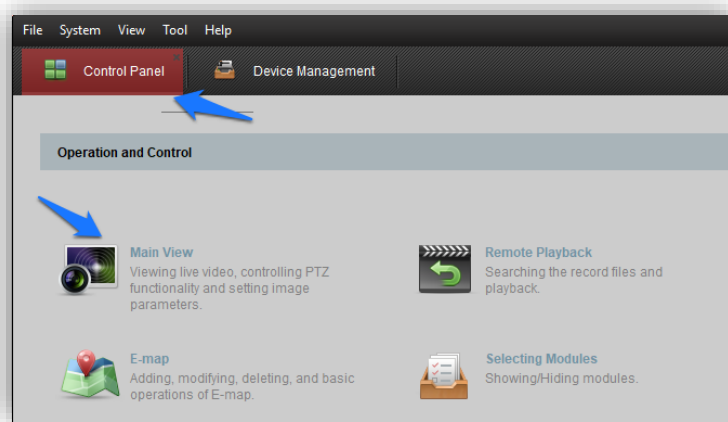 File System View Tool Help
Control Panel Device Management
Operation and Control
Main View
Viewing live video, controlling PTZ
functionality and setting image
parameters.
Remote Playback
Searching the record files and
playback.
E-map
Adding, modifying, deleting, and basic
operations of E-map.
Selecting Modules
Showing/Hiding modules.